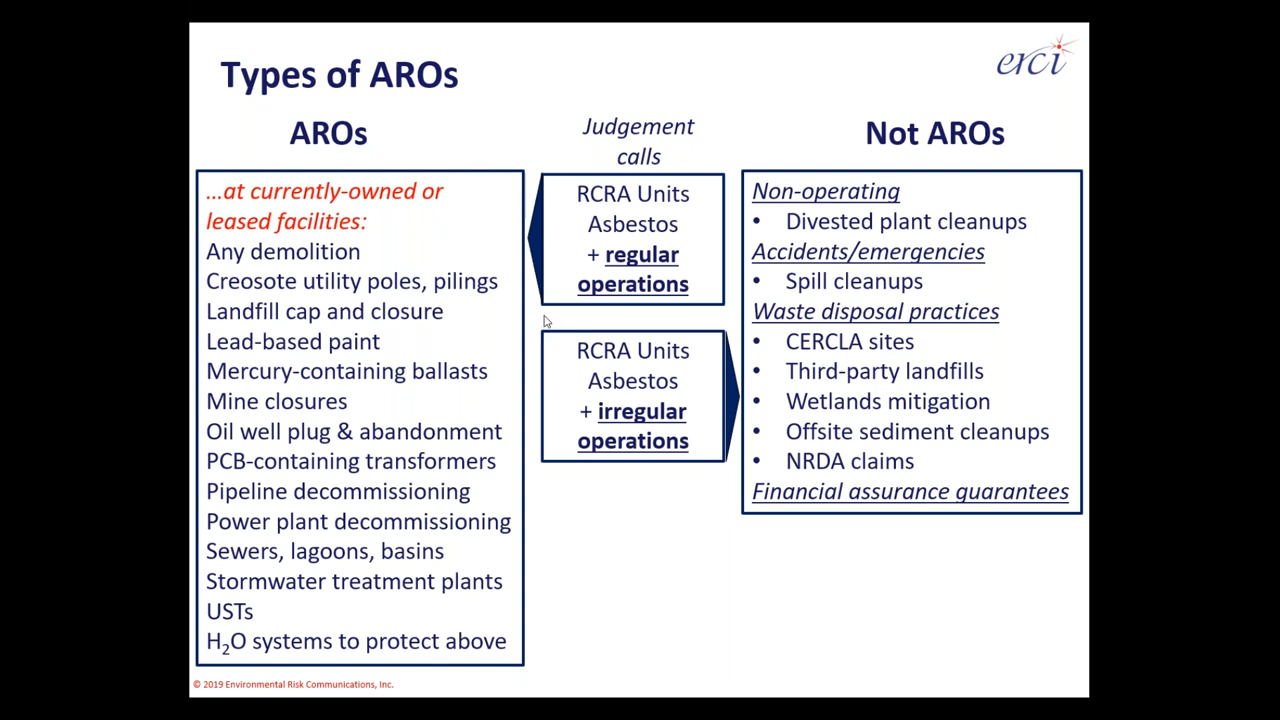 Types of AROs
erci
AROs
…at currently-owned or
leased facilities:
Any demolition
Creosote utility poles, pilings
Landfill cap and closure
Lead-based paint
Mercury-containing ballasts
Mine closures
Oil well plug & abandonment
PCB-containing transformers
Pipeline decommissioning
Power plant decommissioning
Sewers, lagoons, basins
Stormwater treatment plants
USTs
H₂O systems to protect above
Judgement
calls
RCRA Units
Asbestos
+ regular
operations
RCRA Units
Asbestos
+ irregular
operations
Not AROs
Non-operating
• Divested plant cleanups
Accidents/emergencies
• Spill cleanups
Waste disposal practices
• CERCLA sites
• Third-party landfills
• Wetlands mitigation
• Offsite sediment cleanups
• NRDA claims
Financial assurance guarantees
© 2019 Environmental Risk Communications, Inc.